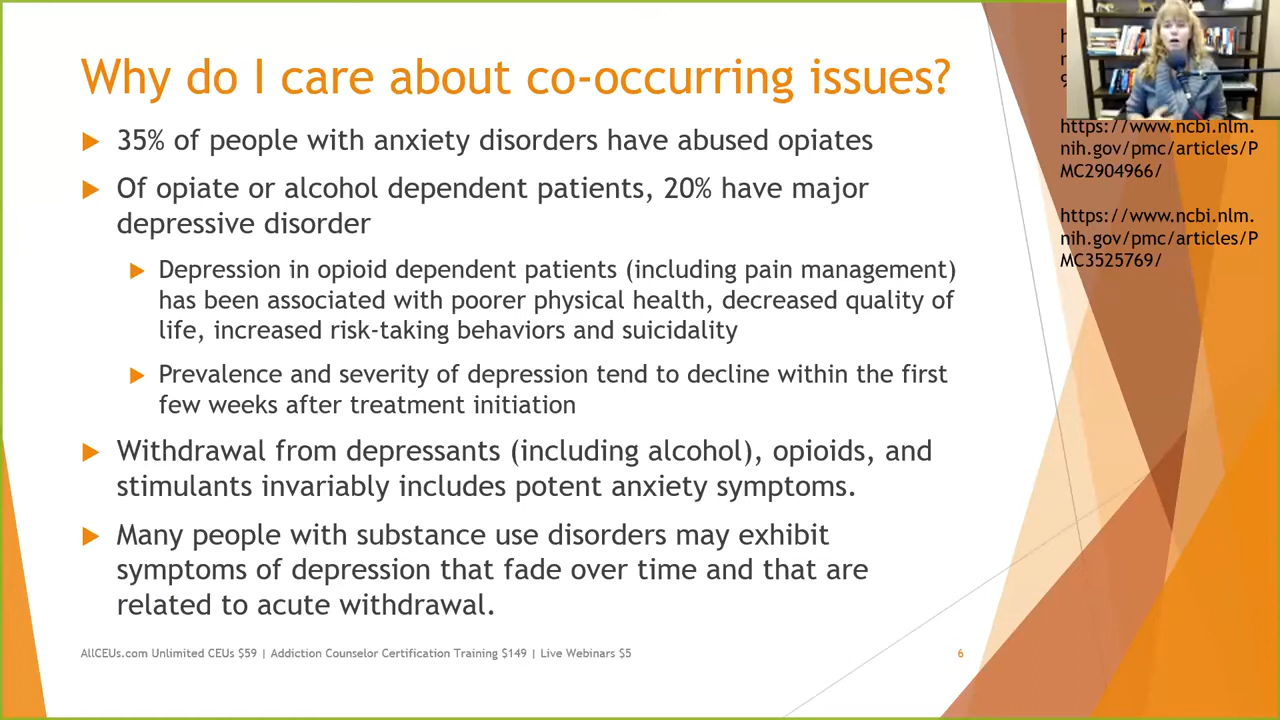 Why do I care about co-occurring issues?
35% of people with anxiety disorders have abused opiates
Of opiate or alcohol dependent patients, 20% have major
depressive disorder
Depression in opioid dependent patients (including pain management)
has been associated with poorer physical health, decreased quality of
life, increased risk-taking behaviors and suicidality
Prevalence and severity of depression tend to decline within the first
few weeks after treatment initiation
Withdrawal from depressants (including alcohol), opioids, and
stimulants invariably includes potent anxiety symptoms.
Many people with substance use disorders may exhibit
symptoms of depression that fade over time and that are
related to acute withdrawal.
https://www.ncbi.nlm.
nih.gov/pmc/articles/P
MC2904966/
https://www.ncbi.nlm.
nih.gov/pmc/articles/P
MC3525769/
AllCEUs.com Unlimited CEUs $59 | Addiction Counselor Certification Training $149 | Live Webinars $5
6